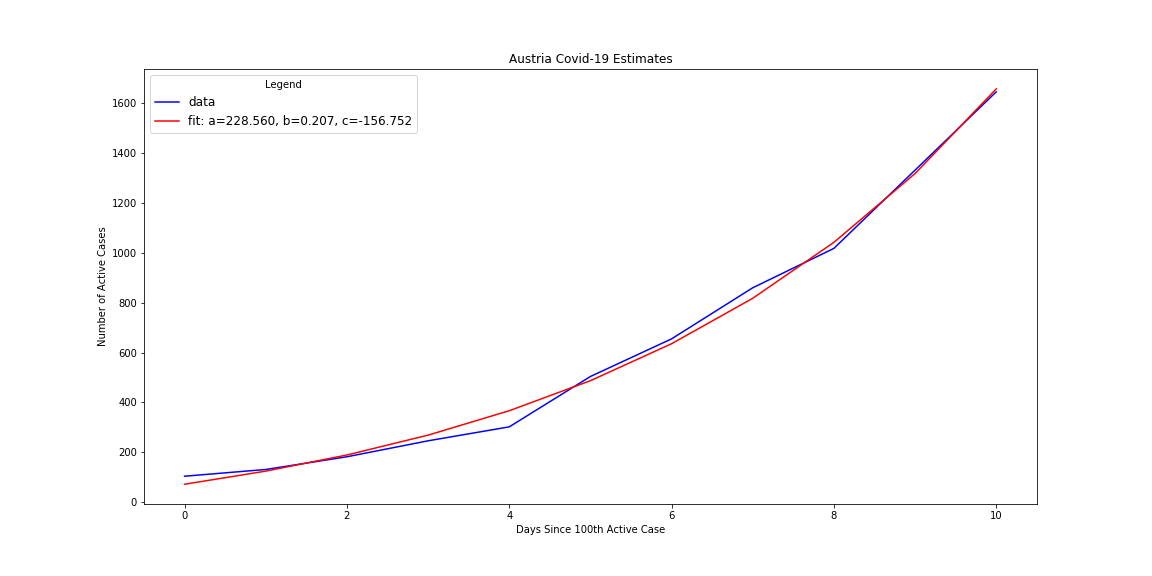 Austria Covid-19 Estimates
Legend
data
fit: a=228.560, b=0.207, c=-156.752
Number of Active Cases
1600
1400
1200
1000
800
600
400
200
0
0 2 4 6 8 10
Days Since 100th Active Case